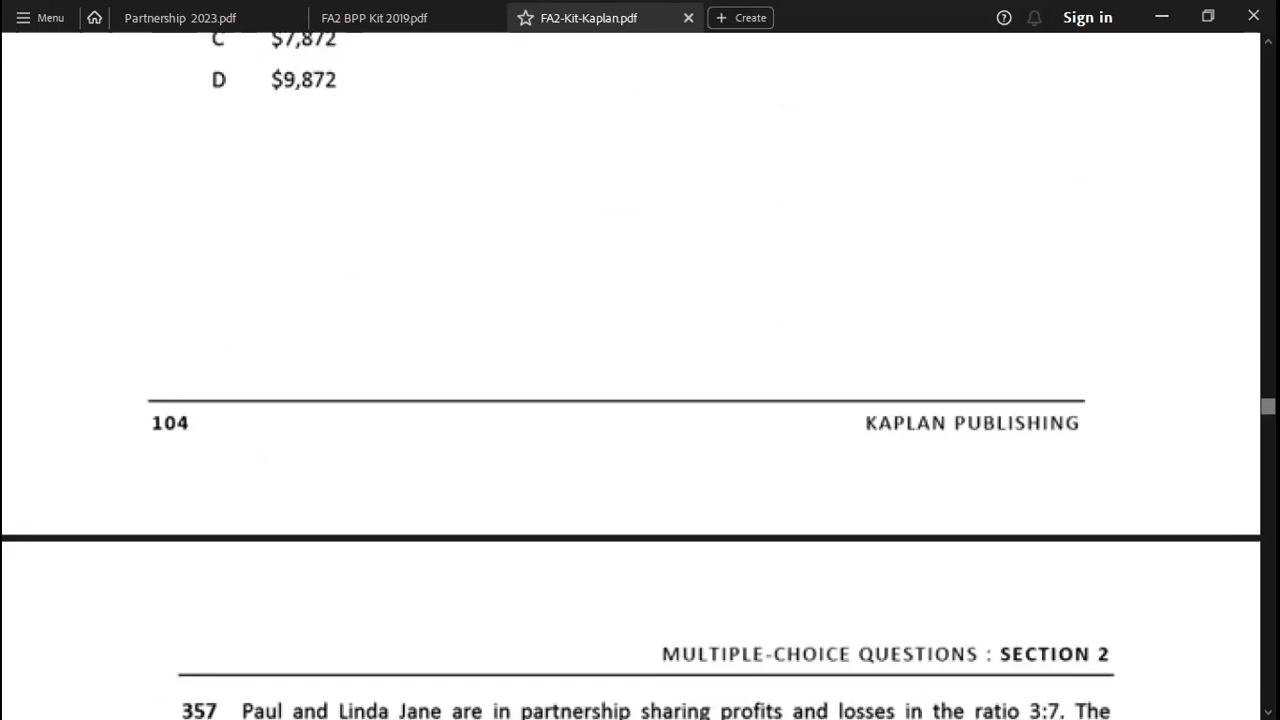 Menu
Partnership 2023.pdf
FA2 BPP Kit 2019.pdf
FA2-Kit-Kaplan.pdf
Create
Sign in
C $7,872
D $9,872
104
KAPLAN PUBLISHING
MULTIPLE-CHOICE QUESTIONS : SECTION 2
357 Paul and Linda Jane are in partnership sharing profits and losses in the ratio 3:7. The